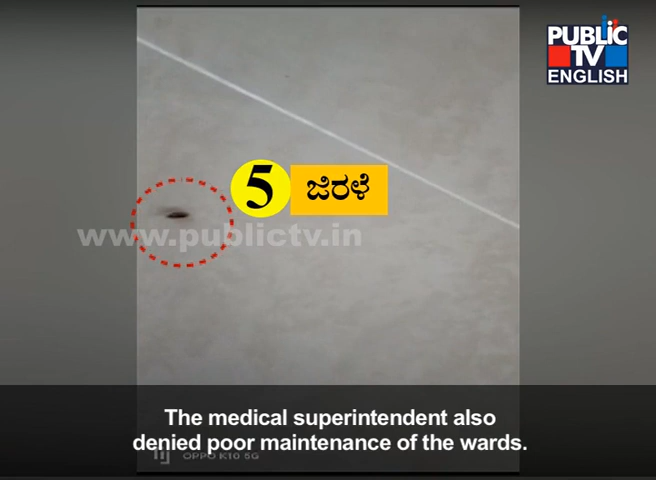 PUBLIC
TV
ENGLISH
5 ಜಿರಳೆ
www.publictv.in
The medical superintendent also
denied poor maintenance of the wards.
OPPO K10 5G